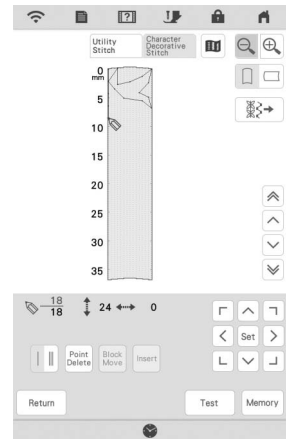 Utility
Stitch
Character
Decorative
Stitch
0
mm
5
10
15
20
25
30
35
18
18
24
0
Set
Point
Delete
Block
Move
Insert
Return
Test
Memory